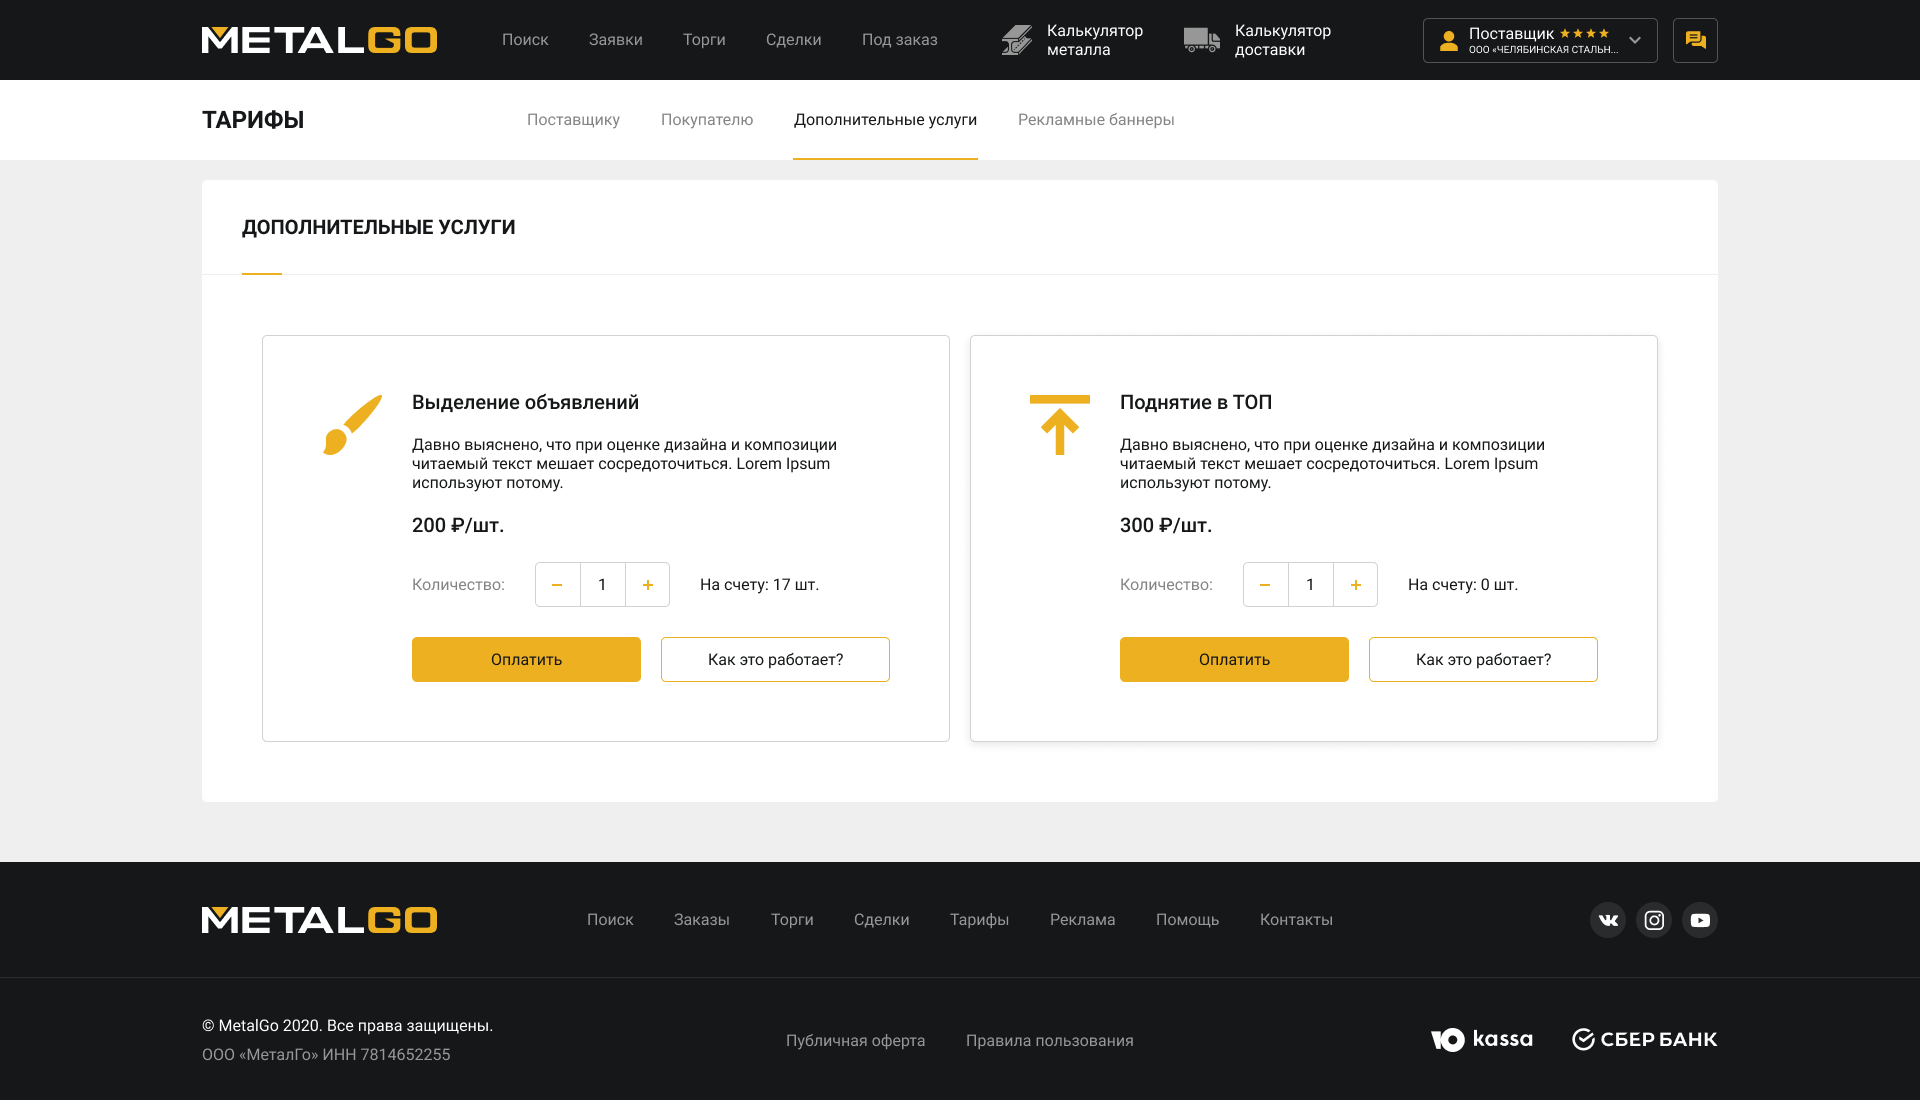 METALGO
Поиск
Заявки
Торги
Сделки
Под заказ
Калькулятор
металла
Калькулятор
доставки
Поставщик
ООО «ЧЕЛЯБИНСКАЯ СТАЛЬН...
ТАРИФЫ
Поставщику
Покупателю
Дополнительные услуги
Рекламные баннеры
ДОПОЛНИТЕЛЬНЫЕ УСЛУГИ
Выделение объявлений
Давно выяснено, что при оценке дизайна и композиции
читаемый текст мешает сосредоточиться. Lorem Ipsum
используют потому.
200 ₽/шт.
Количество:
− 1 +
На счету: 17 шт.
Оплатить
Как это работает?
Поднятие в ТОП
Давно выяснено, что при оценке дизайна и композиции
читаемый текст мешает сосредоточиться. Lorem Ipsum
используют потому.
300 ₽/шт.
Количество:
− 1 +
На счету: 0 шт.
Оплатить
Как это работает?
METALGO
Поиск
Заказы
Торги
Сделки
Тарифы
Реклама
Помощь
Контакты
© MetalGo 2020. Все права защищены.
ООО «МеталГо» ИНН 7814652255
Публичная оферта
Правила пользования
Ю kassa
СБЕР БАНК